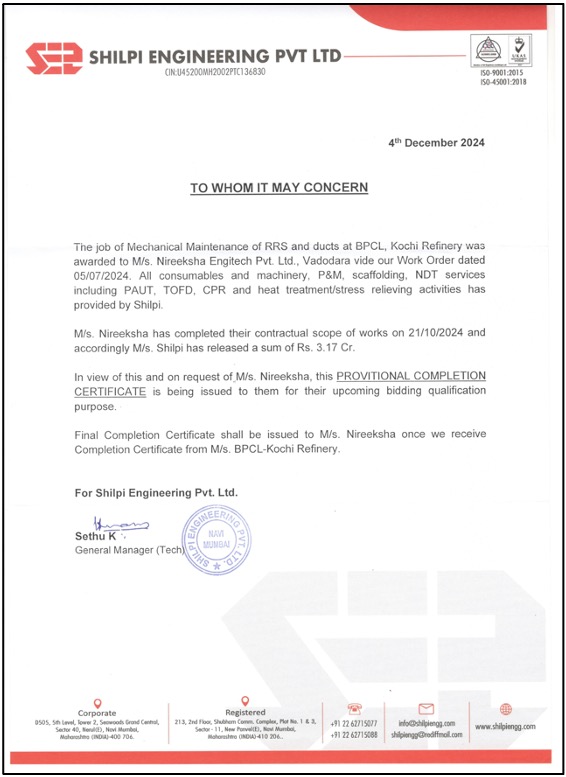 SHILPI ENGINEERING PVT LTD
CIN:U45200MH2002PTC136830
ISO-9001:2015
ISO-45001:2018
4th December 2024
TO WHOM IT MAY CONCERN
The job of Mechanical Maintenance of RRS and ducts at BPCL, Kochi Refinery was
awarded to M/s. Nireeksha Engitech Pvt. Ltd., Vadodara vide our Work Order dated
05/07/2024. All consumables and machinery, P&M, scaffolding, NDT services
including PAUT, TOFD, CPR and heat treatment/stress relieving activities has
provided by Shilpi.
M/s. Nireeksha has completed their contractual scope of works on 21/10/2024 and
accordingly M/s. Shilpi has released a sum of Rs. 3.17 Cr.
In view of this and on request of M/s. Nireeksha, this PROVITIONAL COMPLETION
CERTIFICATE is being issued to them for their upcoming bidding qualification
purpose.
Final Completion Certificate shall be issued to M/s. Nireeksha once we receive
Completion Certificate from M/s. BPCL-Kochi Refinery.
For Shilpi Engineering Pvt. Ltd.
Sethu K
General Manager (Tech)
SHILPI ENGINEERING PVT. LTD.
NAVI
MUMBAI
Corporate
B505, 5th Level, Tower 2, Seawoods Grand Central,
Sector 40, Nerul(E), Navi Mumbai,
Maharashtra (INDIA)-400 706.
Registered
213, 2nd Floor, Shubham Comm. Complex, Plot No. 1 & 3,
Sector - 11, New Panvel(E), Navi Mumbai,
Maharashtra (INDIA)-410 206.
+91 22 62715077
+91 22 62715088
info@shilpiengg.com
shilpiengg@rediffmail.com
www.shilpiengg.com